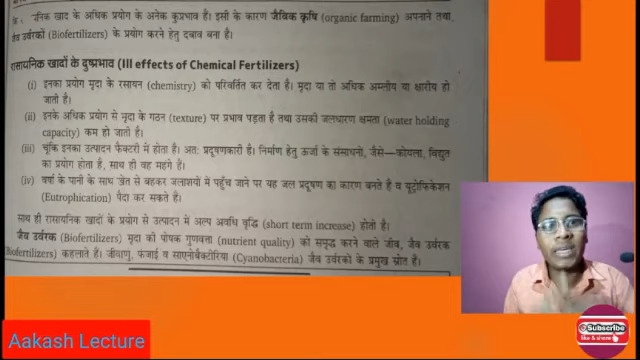 निक खाद के अधिक प्रयोग के अनेक कुप्रभाव हैं। इसी के कारण जैविक कृषि (organic farming) अपनाने तथा
जैव उर्वरकों (Biofertilizers) के प्रयोग करने हेतु दबाव बना है।
रासायनिक खादों के दुष्प्रभाव (Ill effects of Chemical Fertilizers)
(i) इनका प्रयोग मृदा के रसायन (chemistry) को परिवर्तित कर देता है। मृदा या तो अधिक अम्लीय या क्षारीय हो
जाती है।
(ii) इनके अधिक प्रयोग से मृदा के गठन (texture) पर प्रभाव पड़ता है तथा उसकी जलधारण क्षमता (water holding
capacity) कम हो जाती है।
(iii) चूंकि इनका उत्पादन फैक्टरी में होता है। अतः प्रदूषणकारी है। निर्माण हेतु ऊर्जा के संसाधनों, जैसे—कोयला, विद्युत
का प्रयोग होता है, साथ ही वह महंगे हैं।
(iv) वर्षा के पानी के साथ खेत से बहकर जलाशयों में पहुँच जाने पर यह जल प्रदूषण का कारण बनते हैं व यूट्रोफिकेशन
(Eutrophication) पैदा कर सकते हैं।
साथ ही रासायनिक खादों के प्रयोग से उत्पादन में अल्प अवधि वृद्धि (short term increase) होती है।
जैव उर्वरक (Biofertilizers) मृदा की पोषक गुणवत्ता (nutrient quality) को समृद्ध करने वाले जीव, जैव उर्वरक
(Biofertilizers) कहलाते हैं। जीवाणु, फंजाई व साएनोबैक्टीरिया (Cyanobacteria) जैव उर्वरकों के प्रमुख स्रोत हैं।
Aakash Lecture
Subscribe
like & share